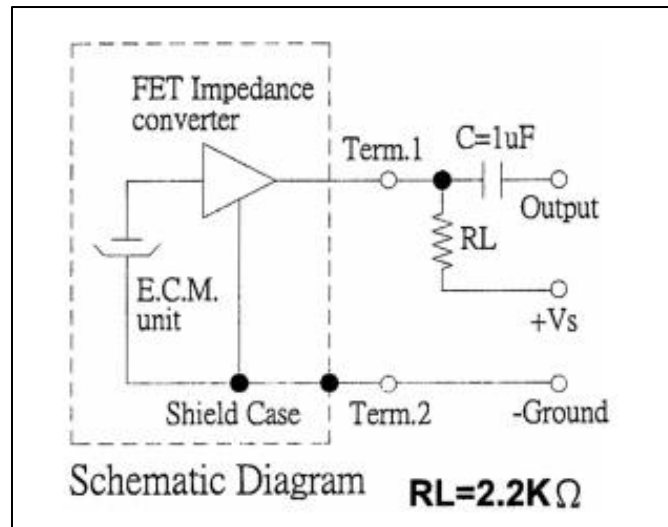 FET Impedance
converter
Term.1
C=1uF
Output
RL
E.C.M.
unit
+Vs
Shield Case
Term.2
-Ground
Schematic Diagram
RL=2.2KΩ